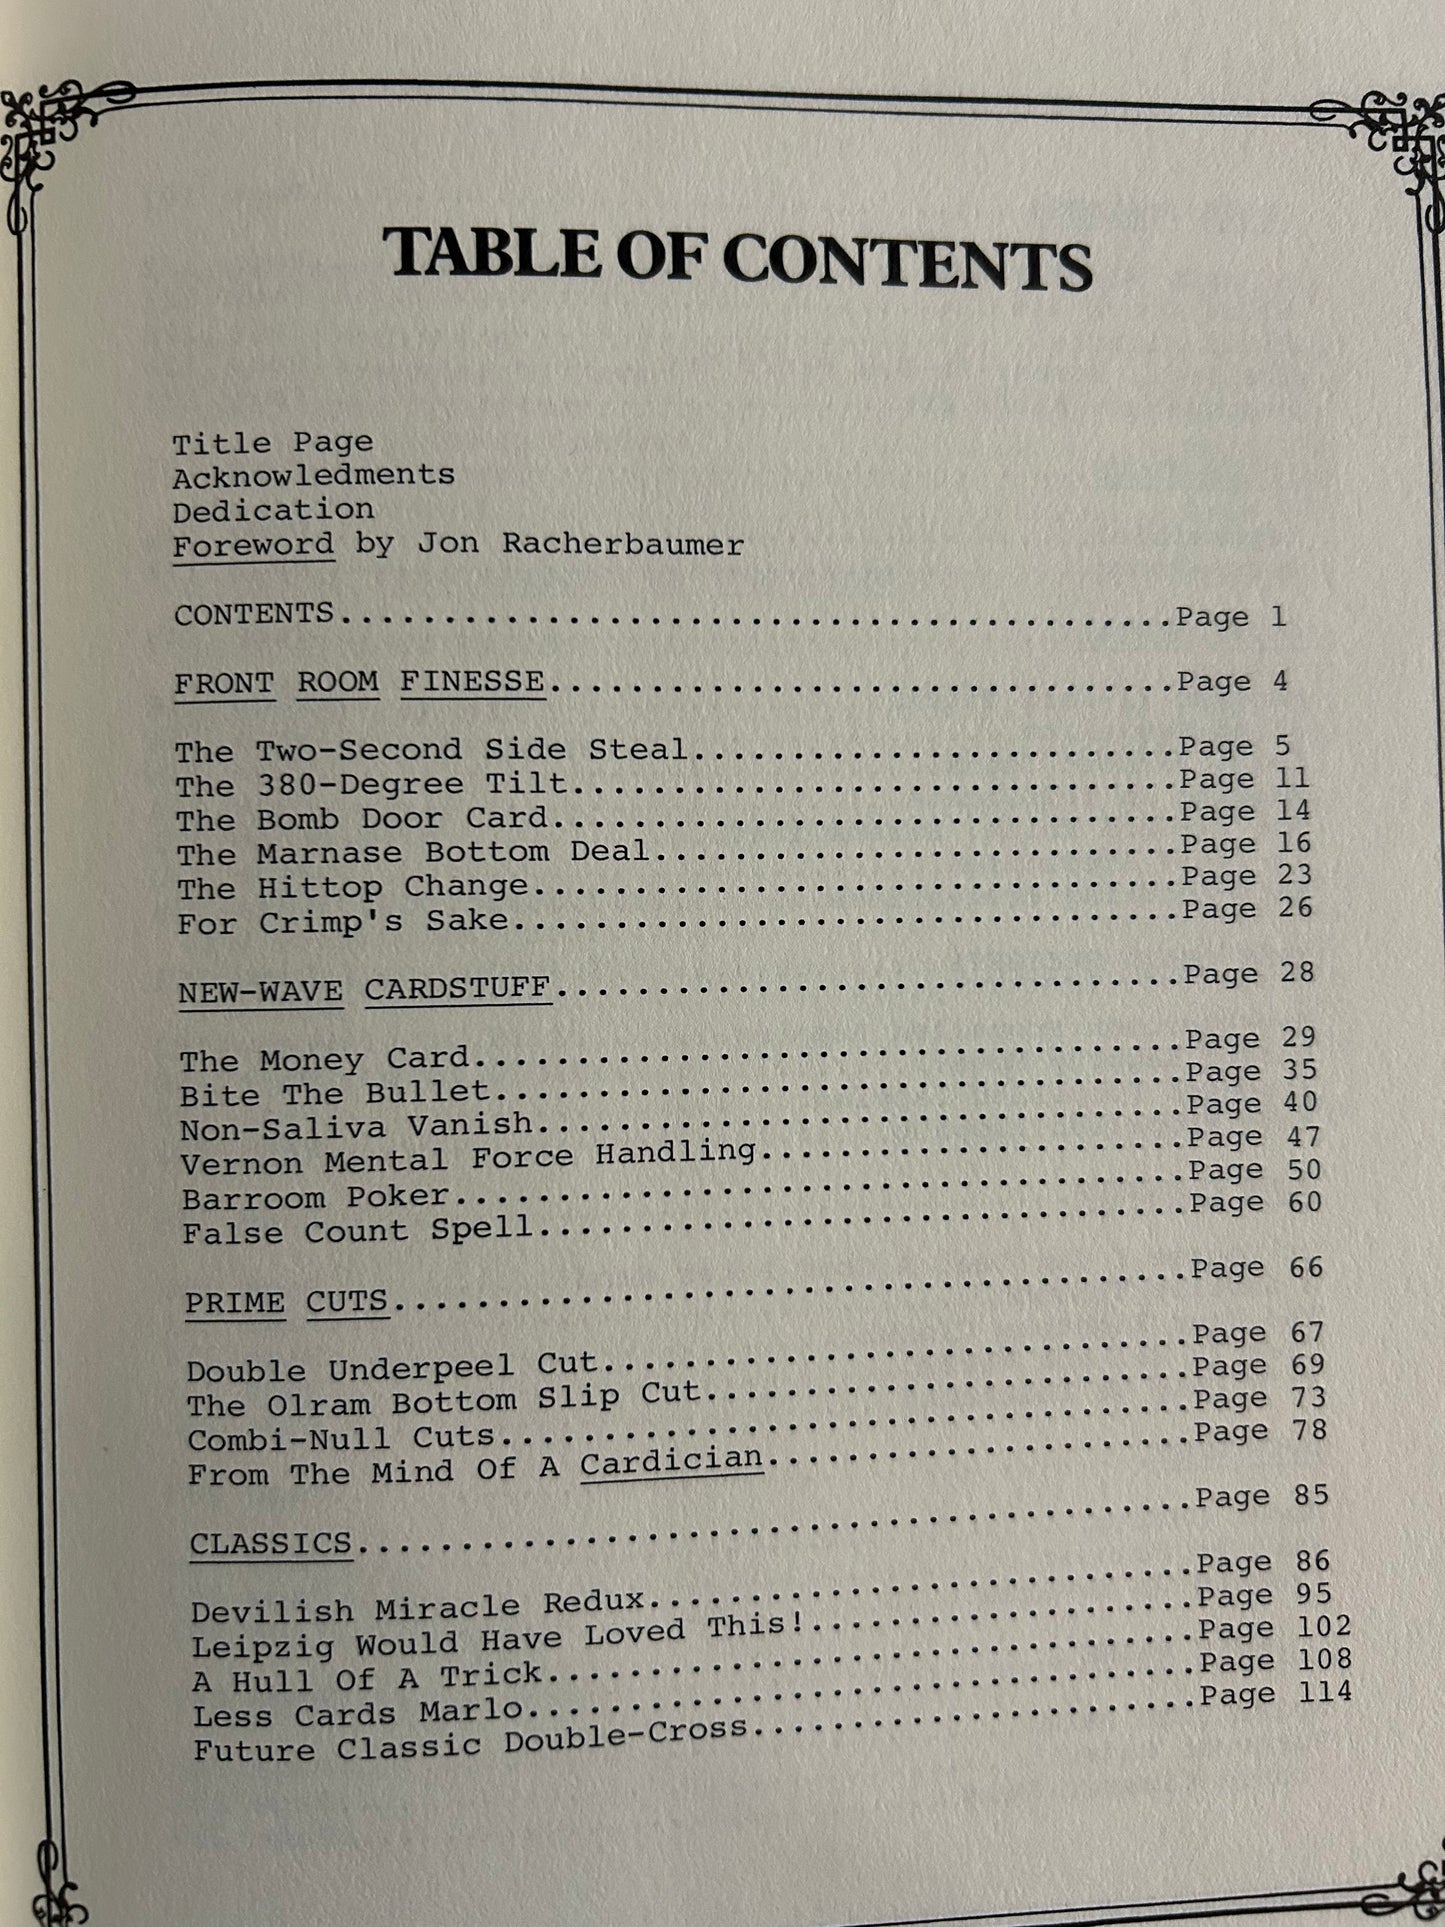 TABLE OF CONTENTS
Title Page
Acknowledments
Dedication
Foreword by Jon Racherbaumer
CONTENTS.........................................Page 1
FRONT ROOM FINESSE...............................Page 4
The Two-Second Side Steal........................Page 5
The 380-Degree Tilt..............................Page 11
The Bomb Door Card...............................Page 14
The Marnase Bottom Deal..........................Page 16
The Hittop Change................................Page 23
For Crimp's Sake.................................Page 26
NEW-WAVE CARDSTUFF...............................Page 28
The Money Card...................................Page 29
Bite The Bullet..................................Page 35
Non-Saliva Vanish................................Page 40
Vernon Mental Force Handling.....................Page 47
Barroom Poker....................................Page 50
False Count Spell................................Page 60
PRIME CUTS.......................................Page 66
Double Underpeel Cut.............................Page 67
The Olram Bottom Slip Cut........................Page 69
Combi-Null Cuts..................................Page 73
From The Mind Of A Cardician.....................Page 78
CLASSICS.........................................Page 85
Devilish Miracle Redux...........................Page 86
Leipzig Would Have Loved This!...................Page 95
A Hull Of A Trick................................Page 102
Less Cards Marlo.................................Page 108
Future Classic Double-Cross......................Page 114